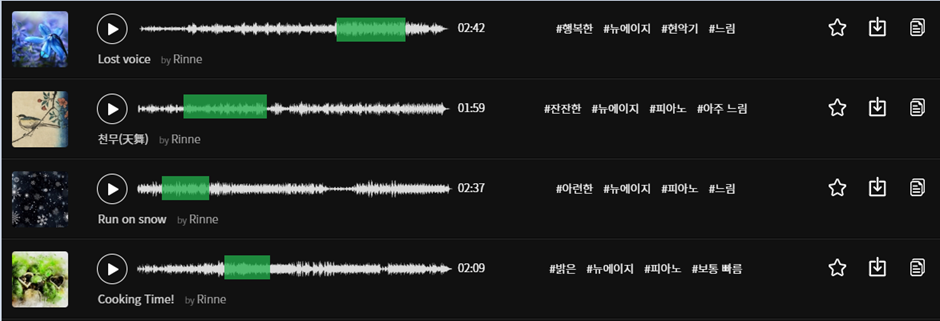 02:42 #행복한 #뉴에이지 #현악기 #느림
Lost voice by Rinne
01:59 #잔잔한 #뉴에이지 #피아노 #아주 느림
천무(天舞) by Rinne
02:37 #아련한 #뉴에이지 #피아노 #느림
Run on snow by Rinne
02:09 #밝은 #뉴에이지 #피아노 #보통 빠름
Cooking Time! by Rinne